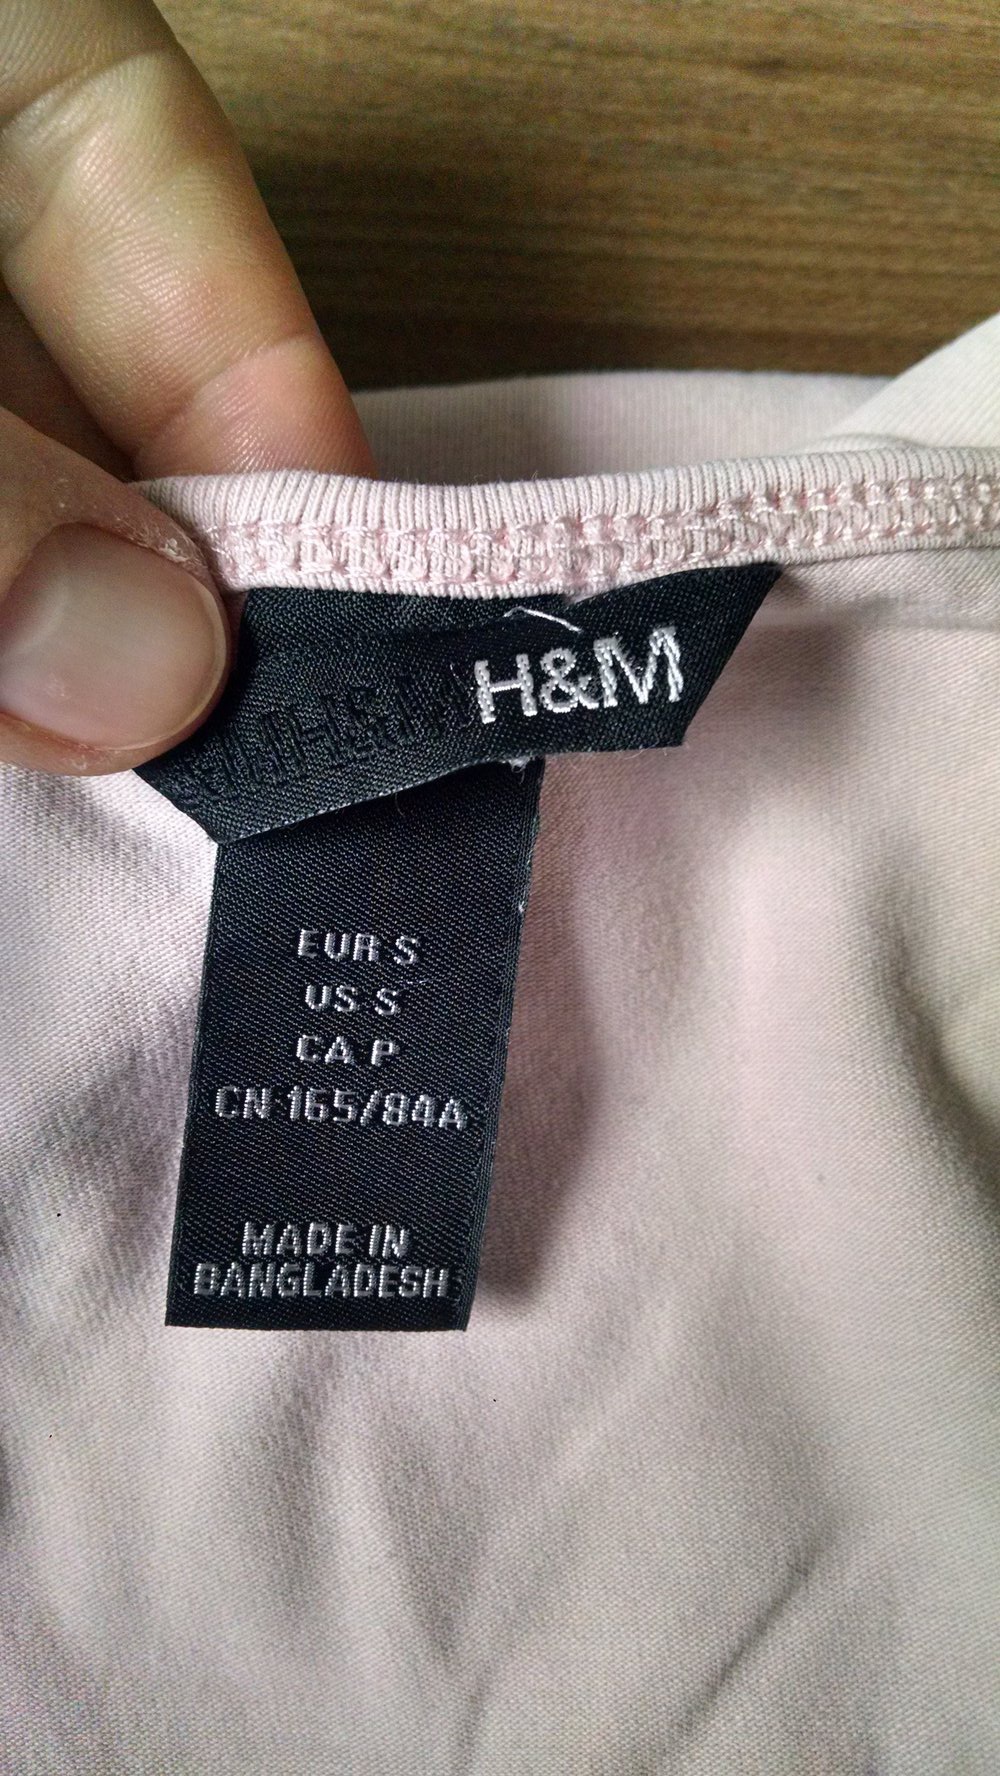 H&M
EUR S
US S
CA P
CN 165/84A
MADE IN
BANGLADESH